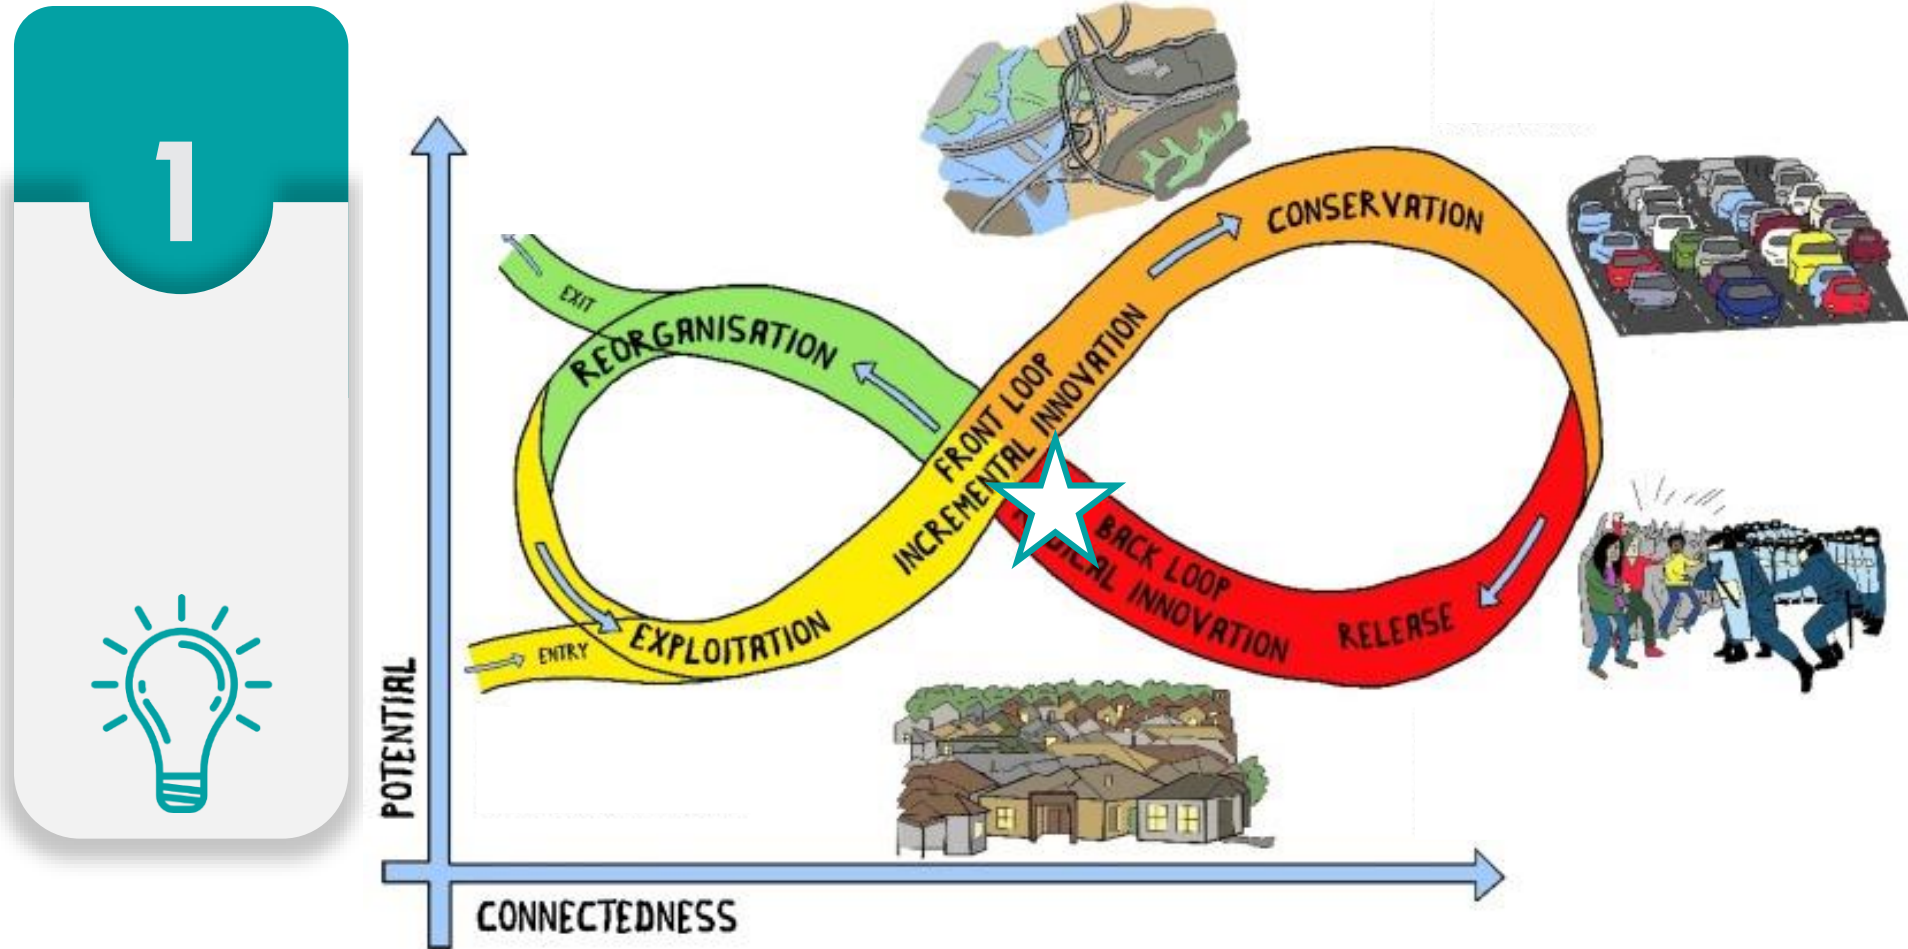 1
CONSERVATION
EXIT
REORGANISATION
FRONT LOOP
INCREMENTAL INNOVATION
BACK LOOP
INNOVATION
RELEASE
ENTRY
EXPLOITATION
POTENTIAL
CONNECTEDNESS